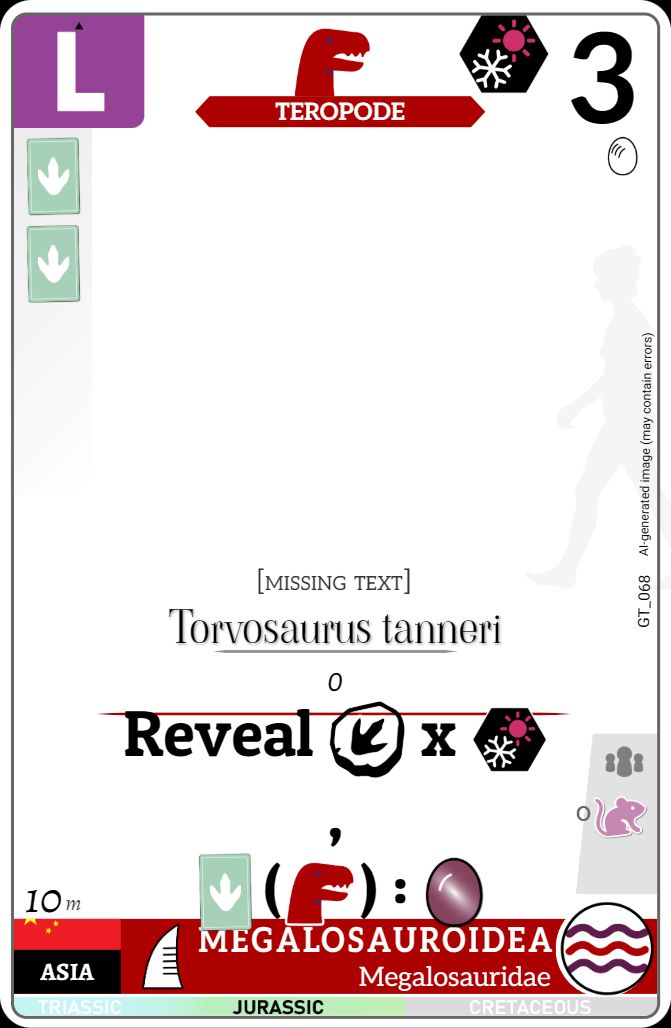 L
TEROPODE
3
AI-generated image (may contain errors)
GT_068
[MISSING TEXT]
Torvosaurus tanneri
0
Reveal x
,
( ) :
0
10 m
MEGALOSAUROIDEA
ASIA
Megalosauridae
TRIASSIC JURASSIC CRETACEOUS